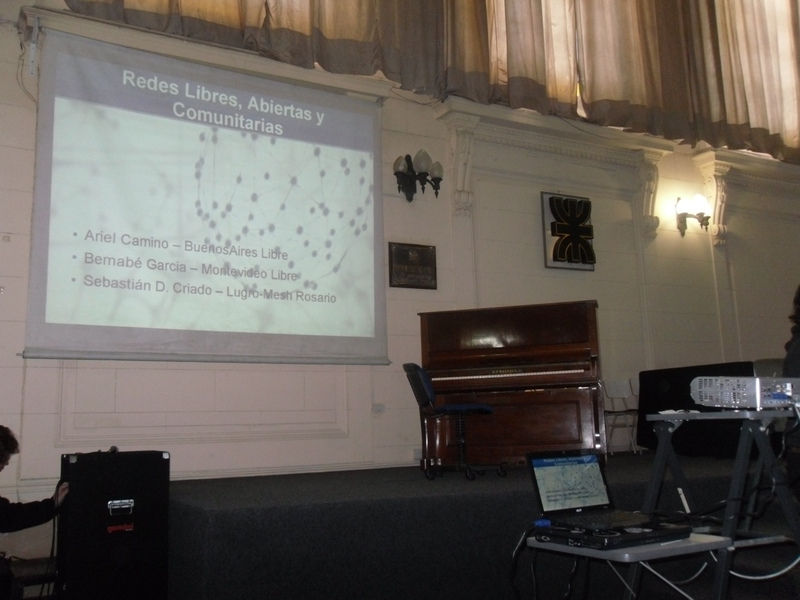 Redes Libres, Abiertas y
Comunitarias
• Ariel Camino – BuenosAires Libre
• Bernabé Garcia – Montevideo Libre
• Sebastián D. Criado – Lugro-Mesh Rosario